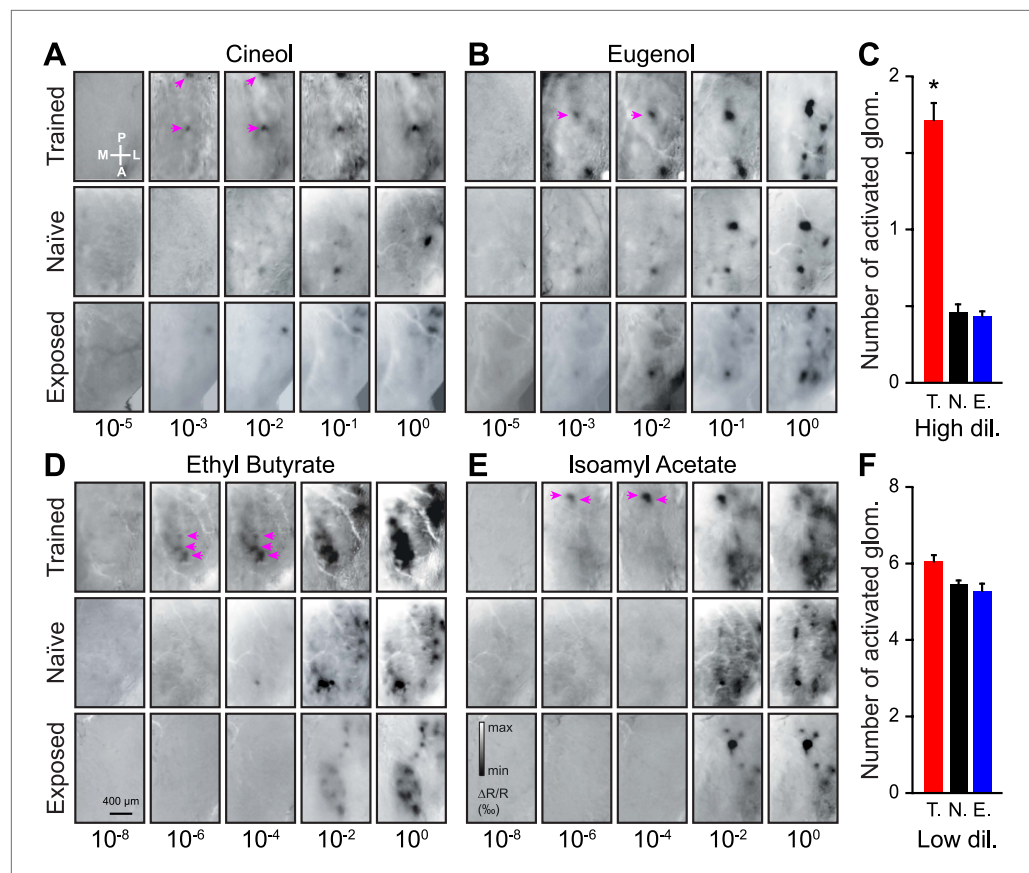 A
Cineol
B
Eugenol
C
Trained
P
M L
A
Naïve
Exposed
10⁻⁵ 10⁻³ 10⁻² 10⁻¹ 10⁰
10⁻⁵ 10⁻³ 10⁻² 10⁻¹ 10⁰
Number of activated glom.
2
1
0
*
T. N. E.
High dil.
D
Ethyl Butyrate
E
Isoamyl Acetate
F
Trained
Naïve
Exposed
400 µm
max
min
ΔR/R
(‰)
10⁻⁸ 10⁻⁶ 10⁻⁴ 10⁻² 10⁰
10⁻⁸ 10⁻⁶ 10⁻⁴ 10⁻² 10⁰
Number of activated glom.
8
6
4
2
0
T. N. E.
Low dil.